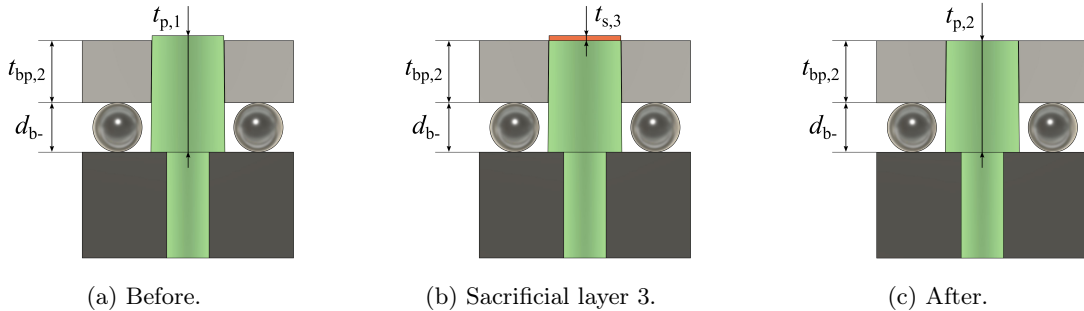 t_p,1
t_bp,2
d_b-
t_s,3
t_bp,2
d_b-
t_p,2
t_bp,2
d_b-
(a) Before.
(b) Sacrificial layer 3.
(c) After.